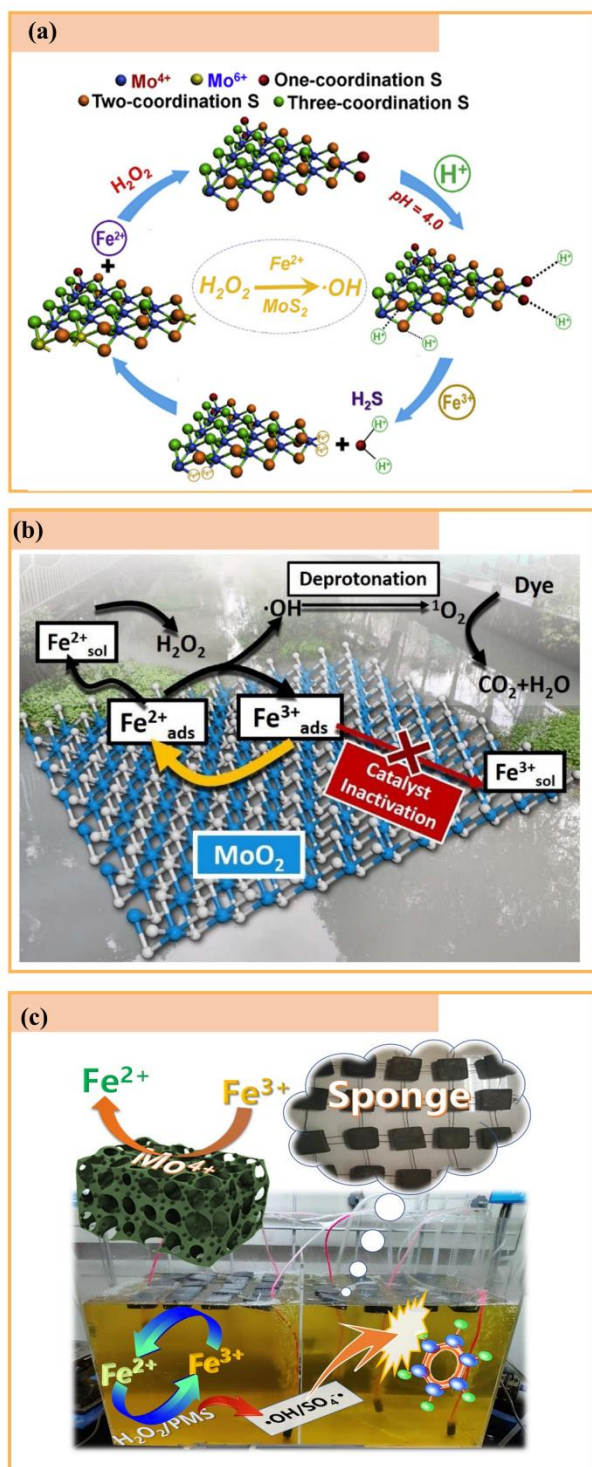 (a)
Mo⁴⁺ Mo⁶⁺ One-coordination S
Two-coordination S Three-coordination S
H₂O₂
H⁺
pH = 4.0
Fe²⁺
+
Fe²⁺
H₂O₂ → ·OH
MoS₂
H⁺
H⁺
H⁺
H⁺
H₂S
Fe³⁺
+
H⁺
H⁺
(b)
Deprotonation
·OH → ¹O₂
Dye
Fe²⁺sol
H₂O₂
CO₂+H₂O
Fe²⁺ads
Fe³⁺ads
Fe³⁺sol
Catalyst
Inactivation
MoO₂
(c)
Fe²⁺
Fe³⁺
Sponge
Mo⁴⁺
Fe²⁺
Fe³⁺
H₂O₂/PMS
·OH/SO₄·⁻